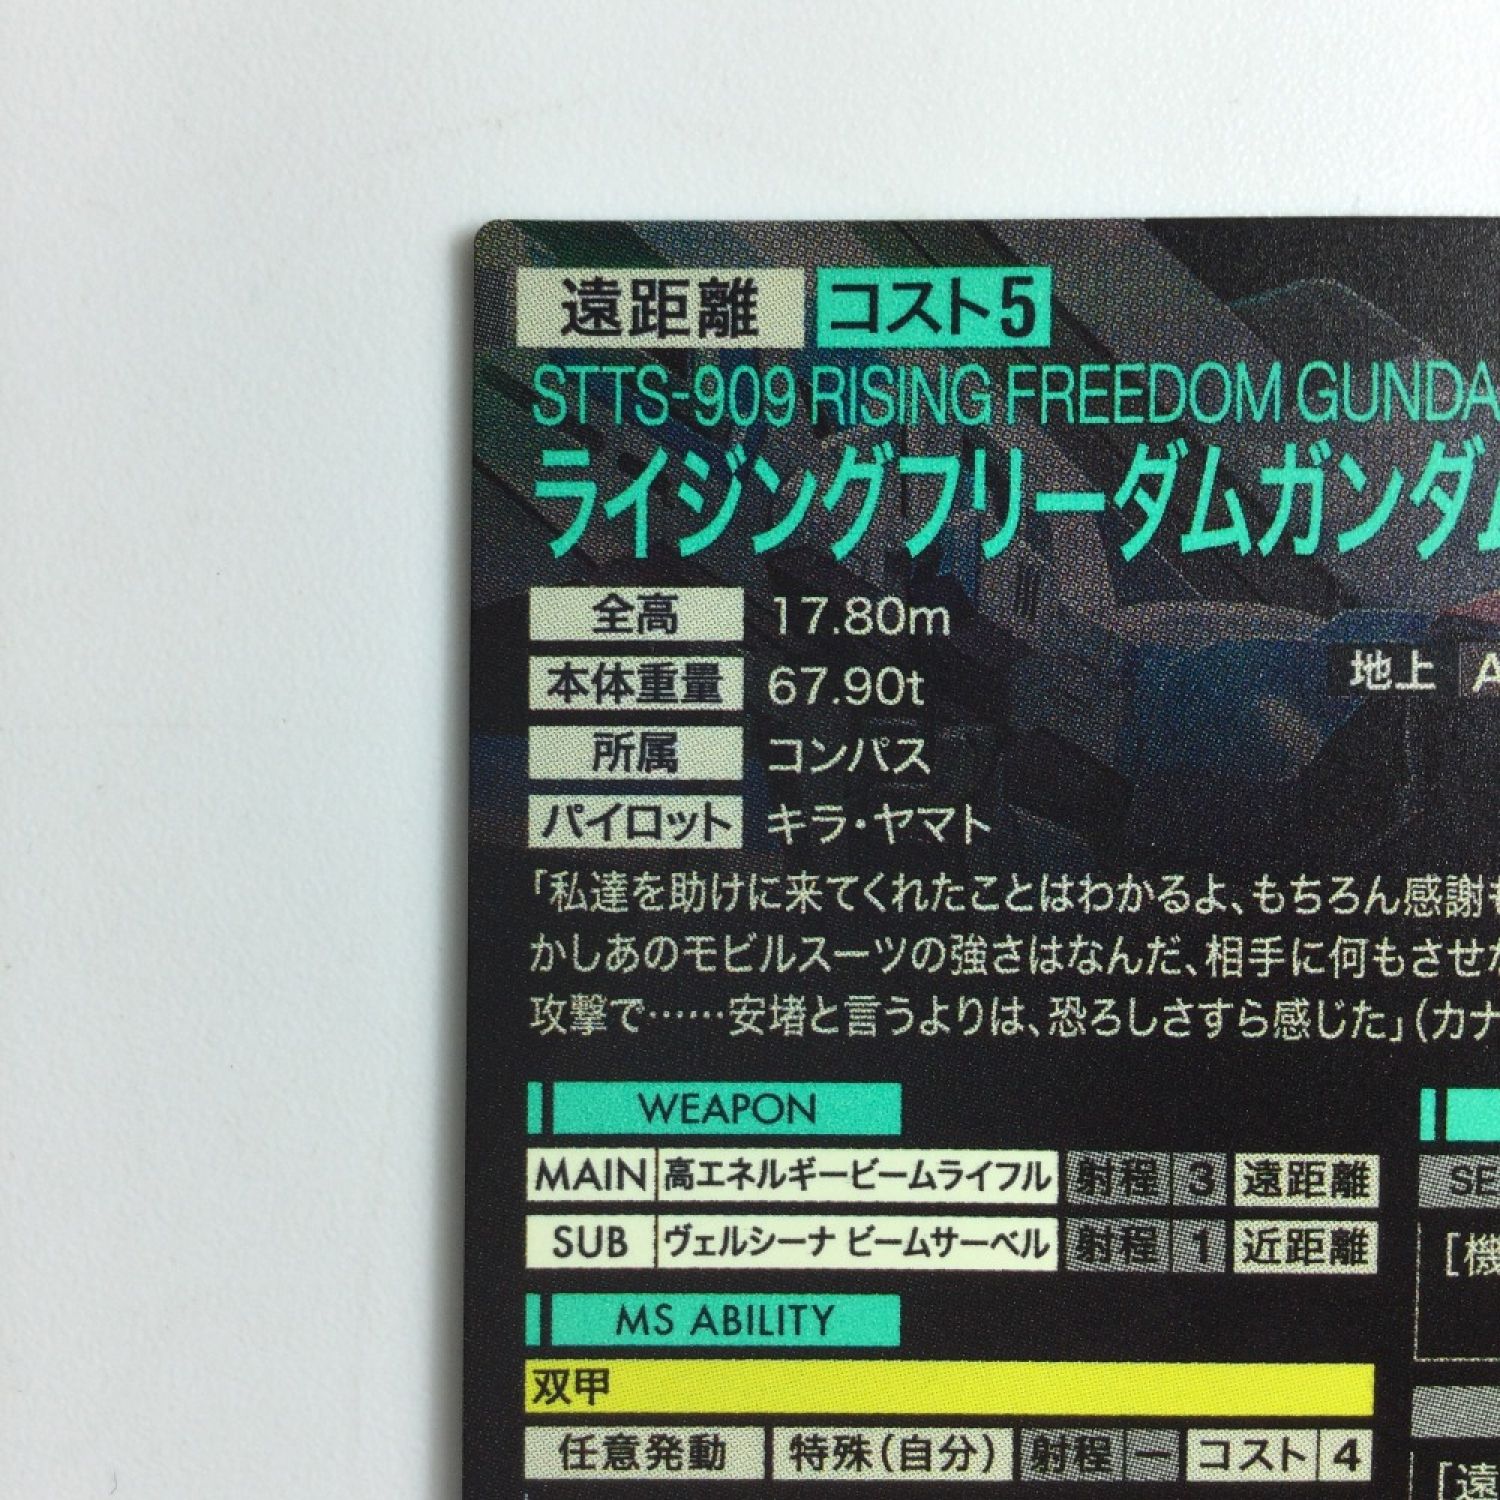 遠距離 コスト5
STTS-909 RISING FREEDOM GUNDA
ライジングフリーダムガンダム
全高 17.80m
本体重量 67.90t
地上 A
所属 コンパス
パイロット キラ・ヤマト
「私達を助けに来てくれたことはわかるよ、もちろん感謝も
かしあのモビルスーツの強さはなんだ、相手に何もさせな
攻撃で……安堵と言うよりは、恐ろしさすら感じた」(カナ
WEAPON
MAIN 高エネルギービームライフル 射程 3 遠距離
SE
SUB ヴェルシーナ ビームサーベル 射程 1 近距離
[機
MS ABILITY
双甲
任意発動 特殊(自分) 射程 ー コスト 4
[遠